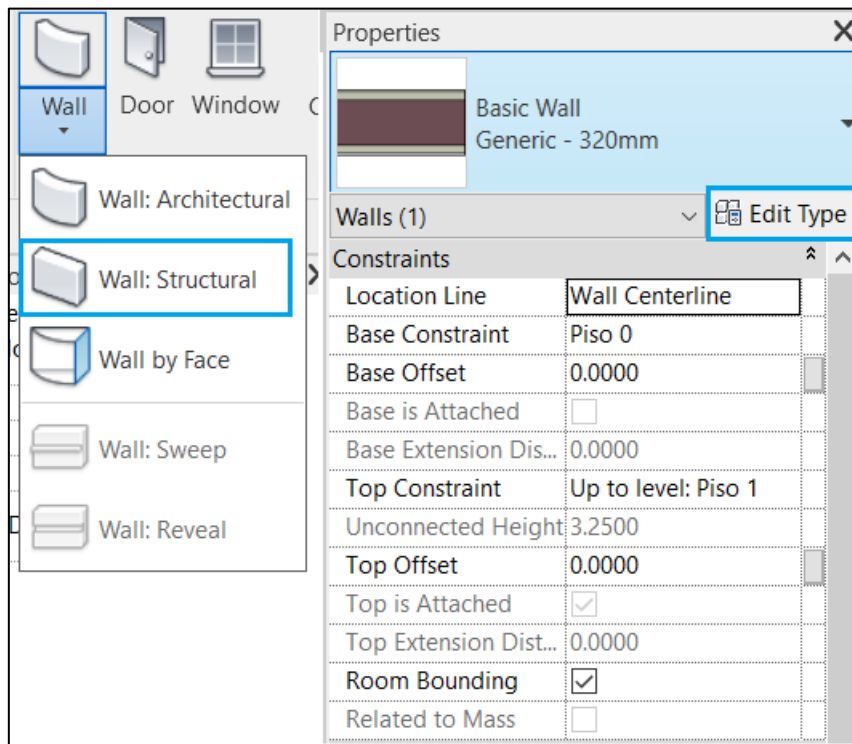 Wall
Door
Window
Wall: Architectural
Wall: Structural
Wall by Face
Wall: Sweep
Wall: Reveal
Properties
Basic Wall
Generic - 320mm
Walls (1)
Edit Type
Constraints
Location Line Wall Centerline
Base Constraint Piso 0
Base Offset 0.0000
Base is Attached
Base Extension Dis... 0.0000
Top Constraint Up to level: Piso 1
Unconnected Height 3.2500
Top Offset 0.0000
Top is Attached
Top Extension Dist... 0.0000
Room Bounding
Related to Mass